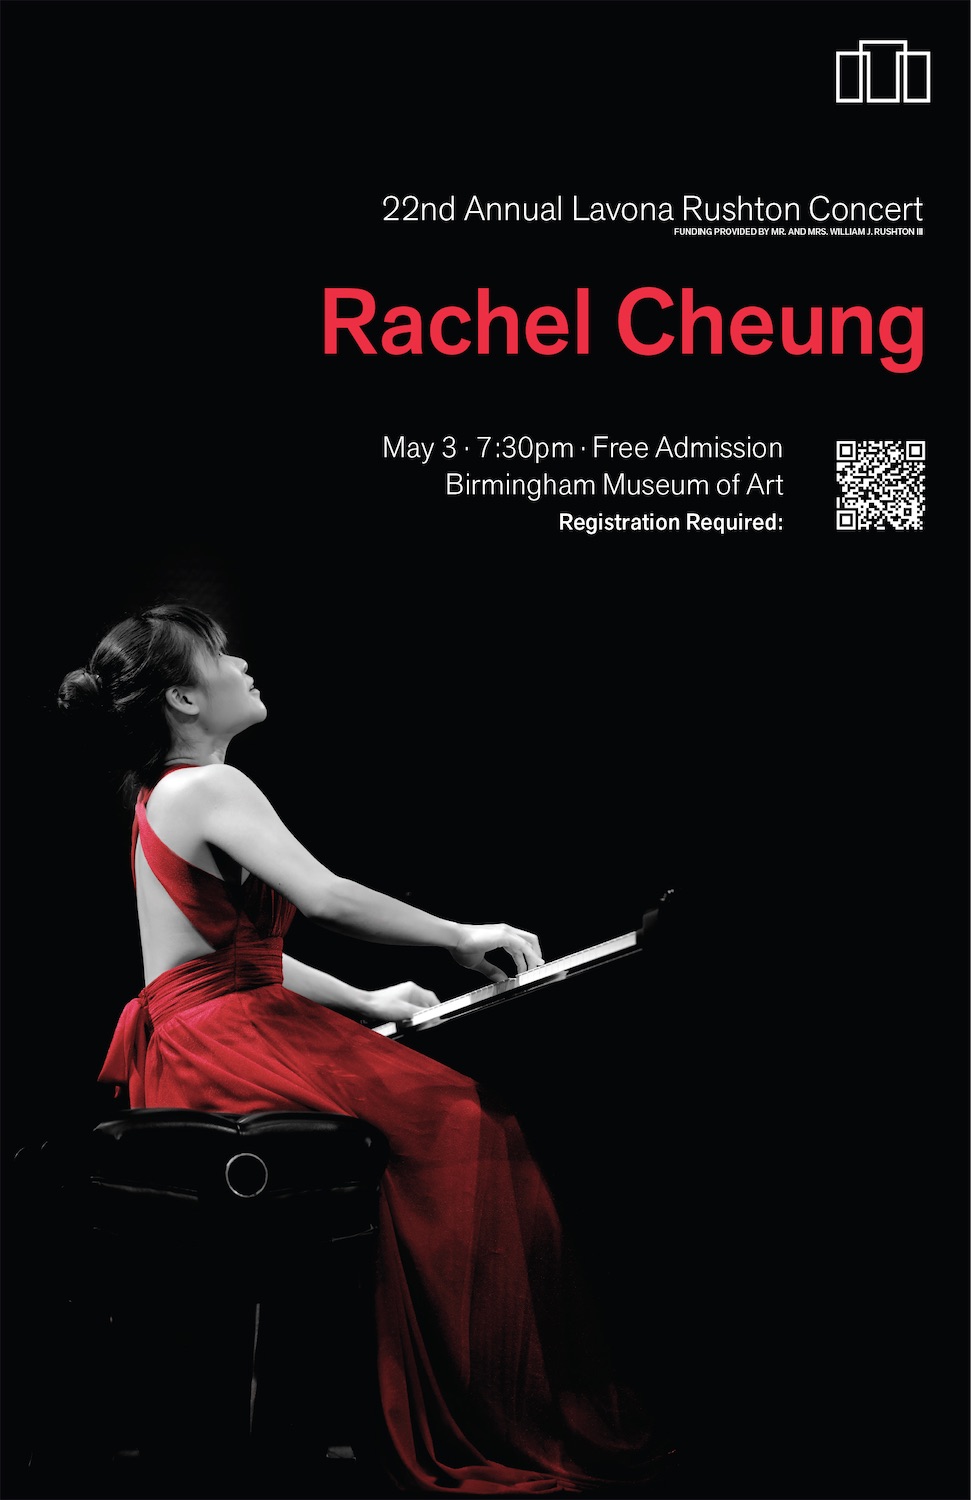 22nd Annual Lavona Rushton Concert
FUNDING PROVIDED BY MR. AND MRS. WILLIAM J. RUSHTON III
Rachel Cheung
May 3 · 7:30pm · Free Admission
Birmingham Museum of Art
Registration Required: